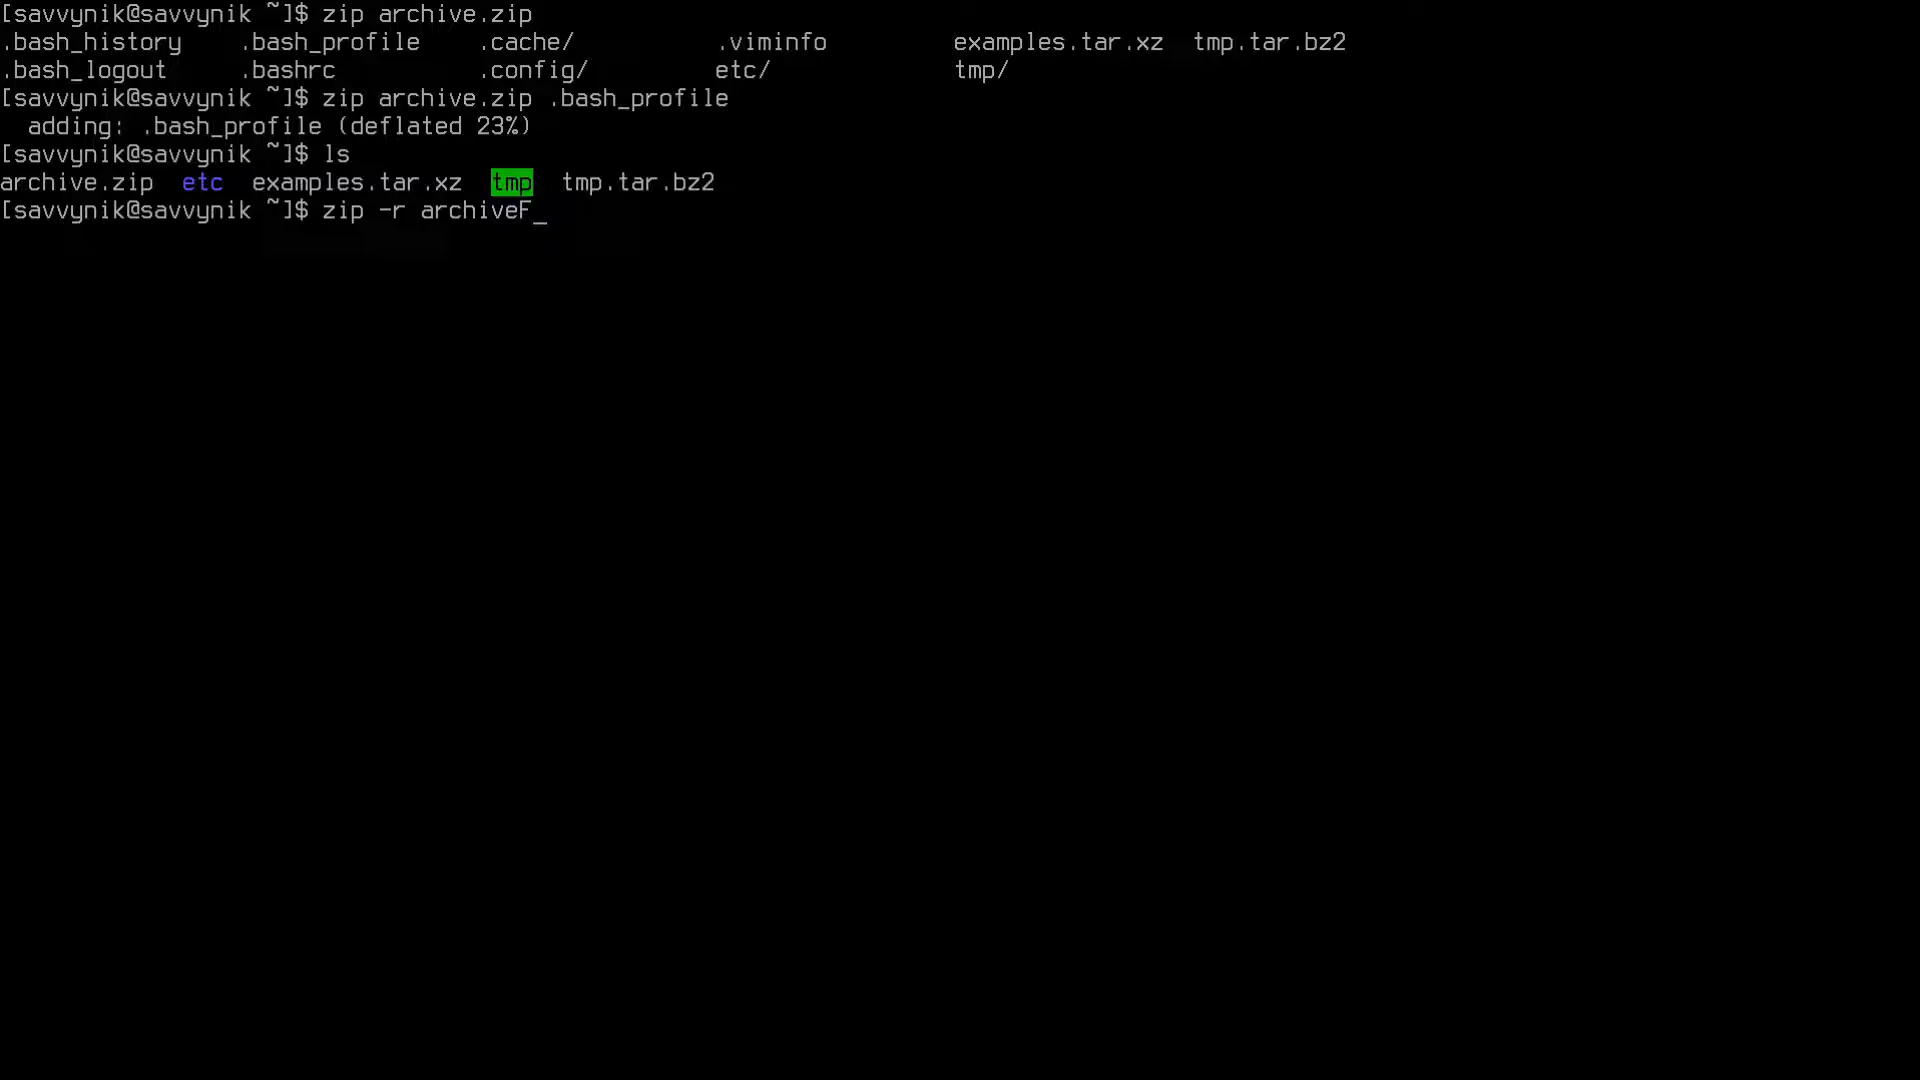 [savvynik@savvynik ~]$ zip archive.zip
.bash_history .bash_profile .cache/ .viminfo examples.tar.xz tmp.tar.bz2
.bash_logout .bashrc .config/ etc/ tmp/
[savvynik@savvynik ~]$ zip archive.zip .bash_profile
adding: .bash_profile (deflated 23%)
[savvynik@savvynik ~]$ ls
archive.zip etc examples.tar.xz tmp tmp.tar.bz2
[savvynik@savvynik ~]$ zip -r archiveF_